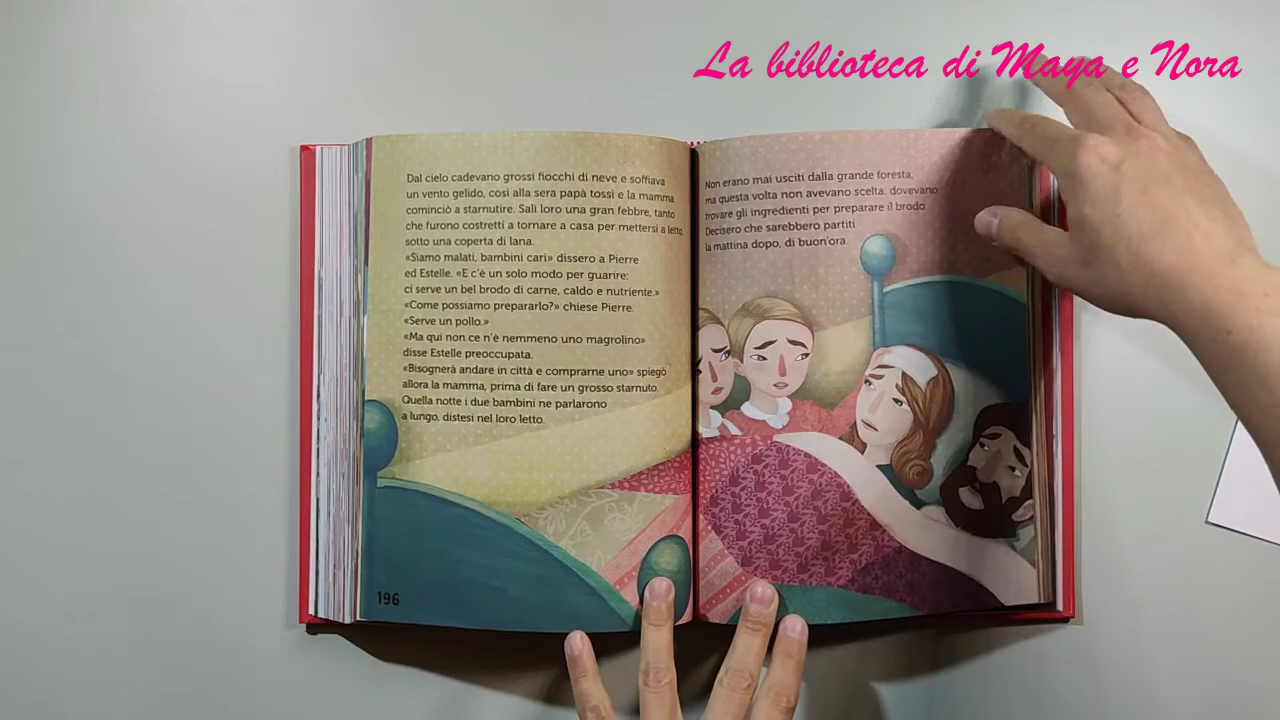 La biblioteca di Maya e Nora
Dal cielo cadevano grossi fiocchi di neve e soffiava
un vento gelido, così alla sera papà tossì e la mamma
cominciò a starnutire. Salì loro una gran febbre, tanto
che furono costretti a tornare a casa per mettersi a letto
sotto una coperta di lana.
«Siamo malati, bambini cari» dissero a Pierre
ed Estelle. «E c'è un solo modo per guarire:
ci serve un bel brodo di carne, caldo e nutriente.»
«Come possiamo prepararlo?» chiese Pierre.
«Serve un pollo.»
«Ma qui non ce n'è nemmeno uno magrolino»
disse Estelle preoccupata.
«Bisognerà andare in città e comprarne uno» spiegò
allora la mamma, prima di fare un grosso starnuto.
Quella notte i due bambini ne parlarono
a lungo, distesi nel loro letto.
196
Non erano mai usciti dalla grande foresta,
ma questa volta non avevano scelta: dovevano
trovare gli ingredienti per preparare il brodo.
Decisero che sarebbero partiti
la mattina dopo, di buon'ora.